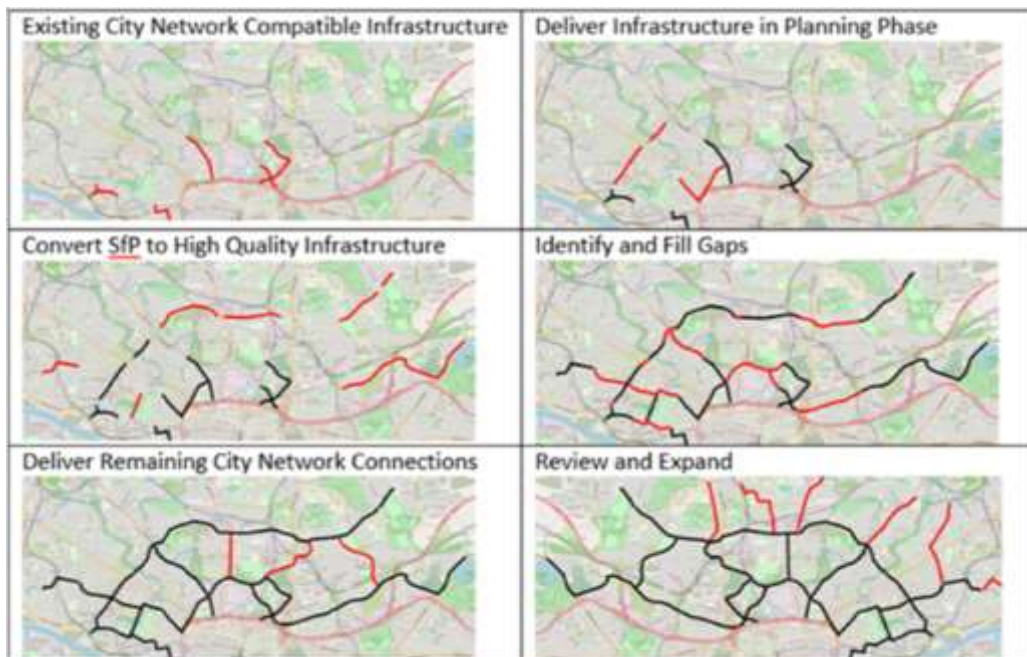 Existing City Network Compatible Infrastructure
Deliver Infrastructure in Planning Phase
Convert SfP to High Quality Infrastructure
Identify and Fill Gaps
Deliver Remaining City Network Connections
Review and Expand